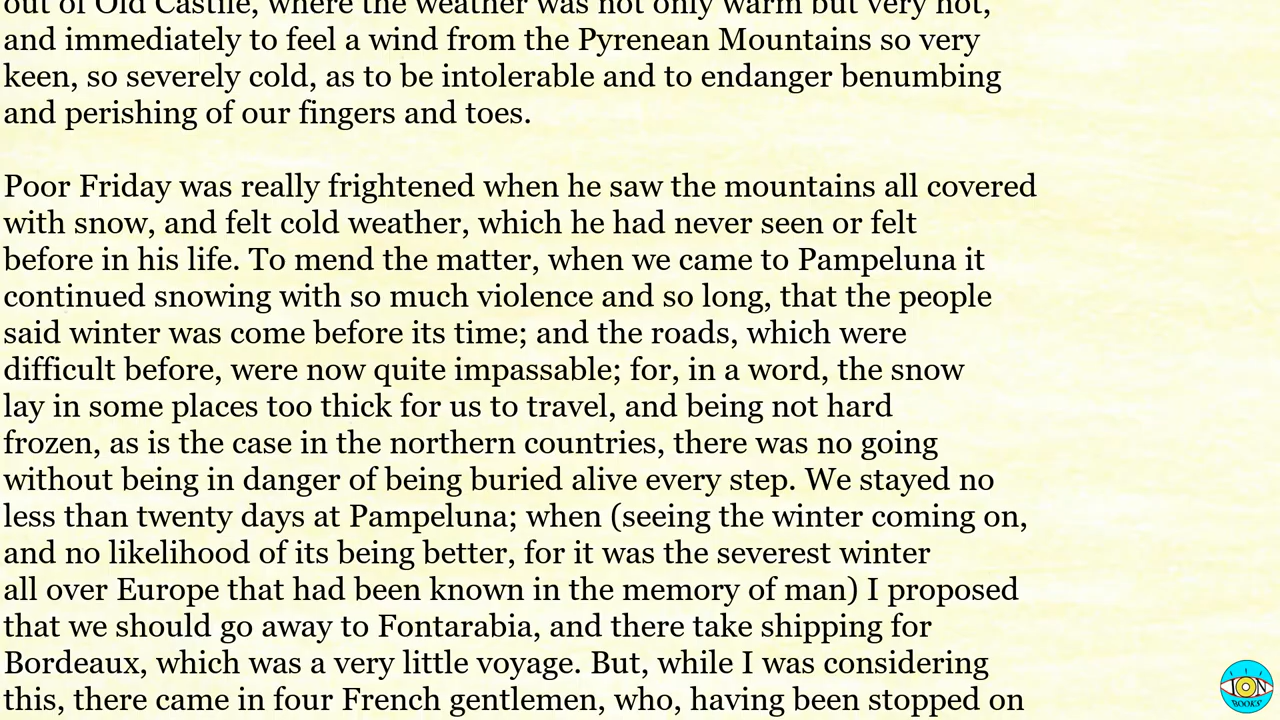 out of Old Castile, where the weather was not only warm but very hot,
and immediately to feel a wind from the Pyrenean Mountains so very
keen, so severely cold, as to be intolerable and to endanger benumbing
and perishing of our fingers and toes.
Poor Friday was really frightened when he saw the mountains all covered
with snow, and felt cold weather, which he had never seen or felt
before in his life. To mend the matter, when we came to Pampeluna it
continued snowing with so much violence and so long, that the people
said winter was come before its time; and the roads, which were
difficult before, were now quite impassable; for, in a word, the snow
lay in some places too thick for us to travel, and being not hard
frozen, as is the case in the northern countries, there was no going
without being in danger of being buried alive every step. We stayed no
less than twenty days at Pampeluna; when (seeing the winter coming on,
and no likelihood of its being better, for it was the severest winter
all over Europe that had been known in the memory of man) I proposed
that we should go away to Fontarabia, and there take shipping for
Bordeaux, which was a very little voyage. But, while I was considering
this, there came in four French gentlemen, who, having been stopped on
ION
BOOKS